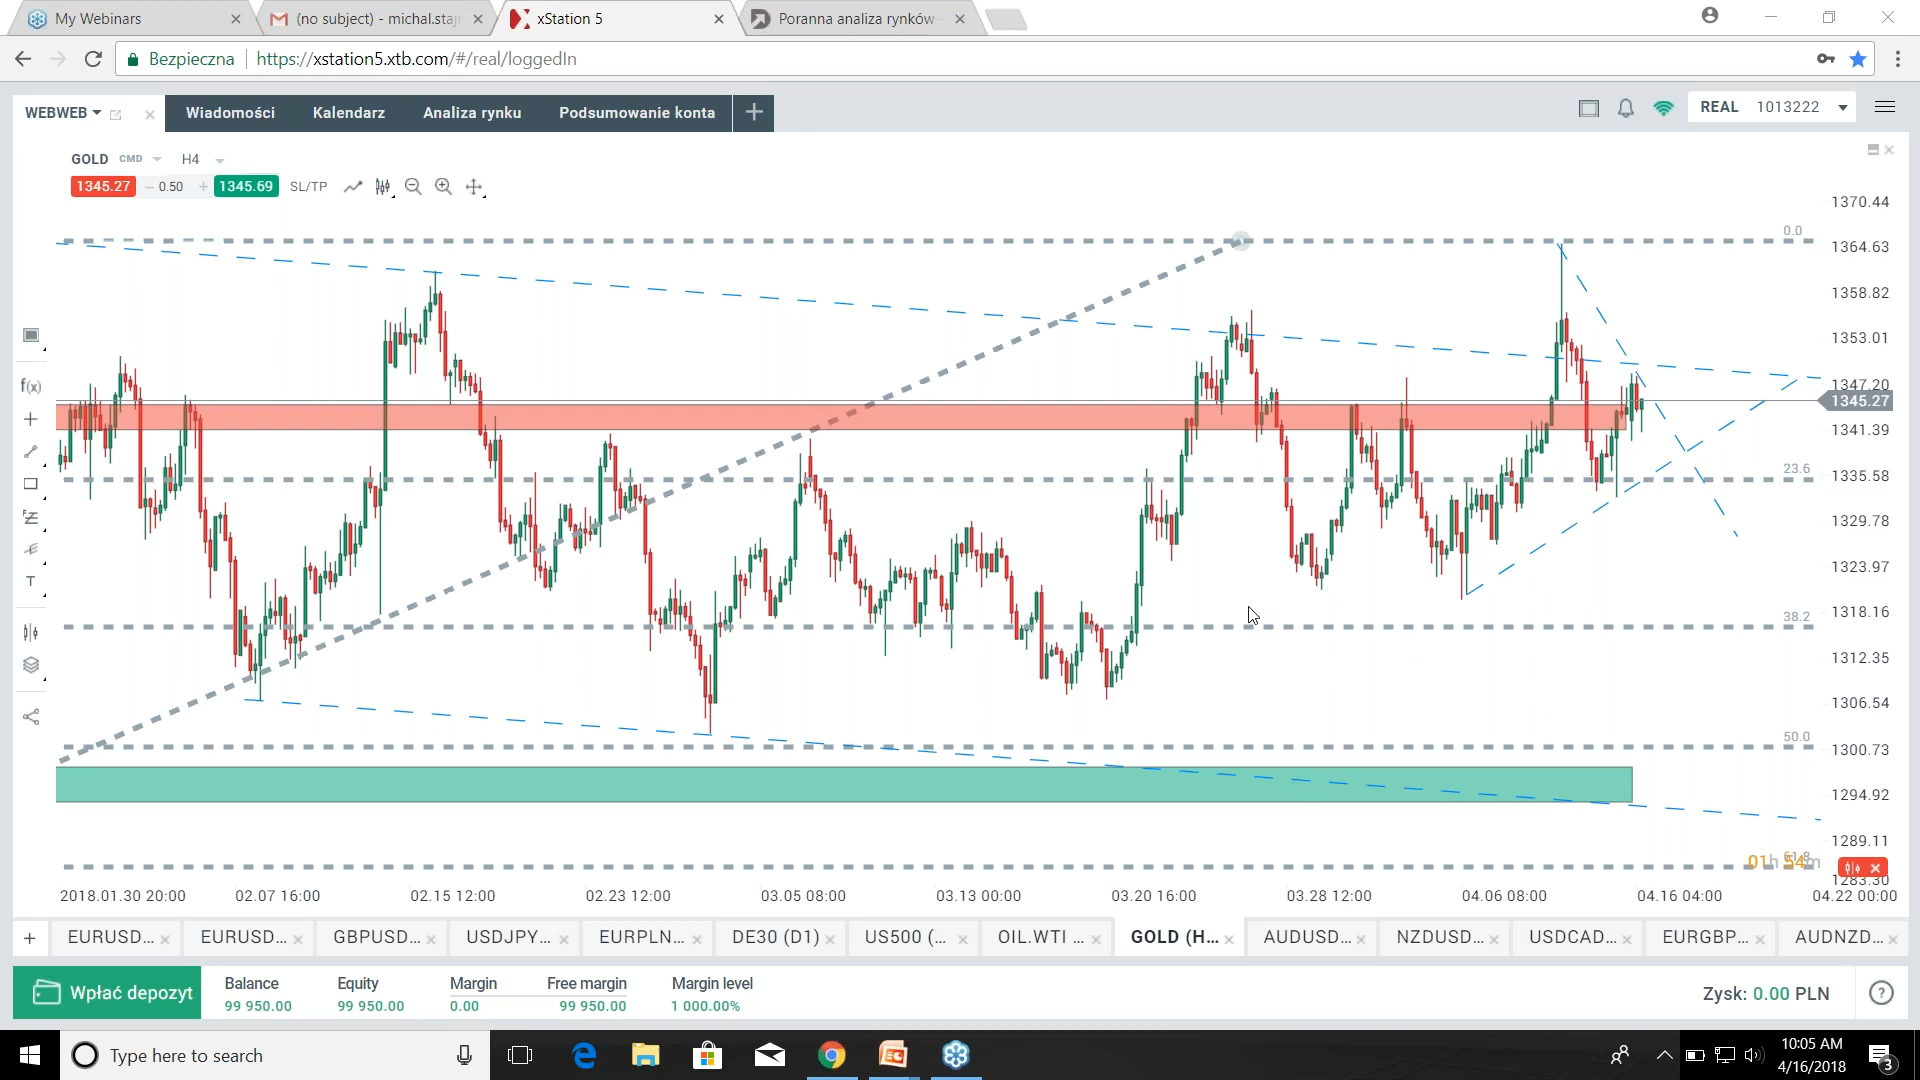 My Webinars
(no subject) - michal.staj
xStation 5
Poranna analiza rynków
Bezpieczna
https://xstation5.xtb.com/#/real/loggedIn
WEBWEB
Wiadomości
Kalendarz
Analiza rynku
Podsumowanie konta
REAL 1013222
GOLD CMD H4
1345.27
0.50
1345.69
SL/TP
1370.44
0.0
1364.63
1358.82
1353.01
1347.20
1345.27
1341.39
23.6
1335.58
1329.78
1323.97
38.2
1318.16
1312.35
1306.54
50.0
1300.73
1294.92
1289.11
61.8
01h 54m
1283.30
f(x)
T
2018.01.30 20:00
02.07 16:00
02.15 12:00
02.23 12:00
03.05 08:00
03.13 00:00
03.20 16:00
03.28 12:00
04.06 08:00
04.16 04:00
04.22 00:00
EURUSD...
EURUSD...
GBPUSD...
USDJPY...
EURPLN...
DE30 (D1)
US500 (...
OIL.WTI ...
GOLD (H...
AUDUSD...
NZDUSD...
USDCAD...
EURGBP...
AUDNZD...
Wpłać depozyt
Balance
99 950.00
Equity
99 950.00
Margin
0.00
Free margin
99 950.00
Margin level
1 000.00%
Zysk: 0.00 PLN
?
Type here to search
10:05 AM
4/16/2018
3